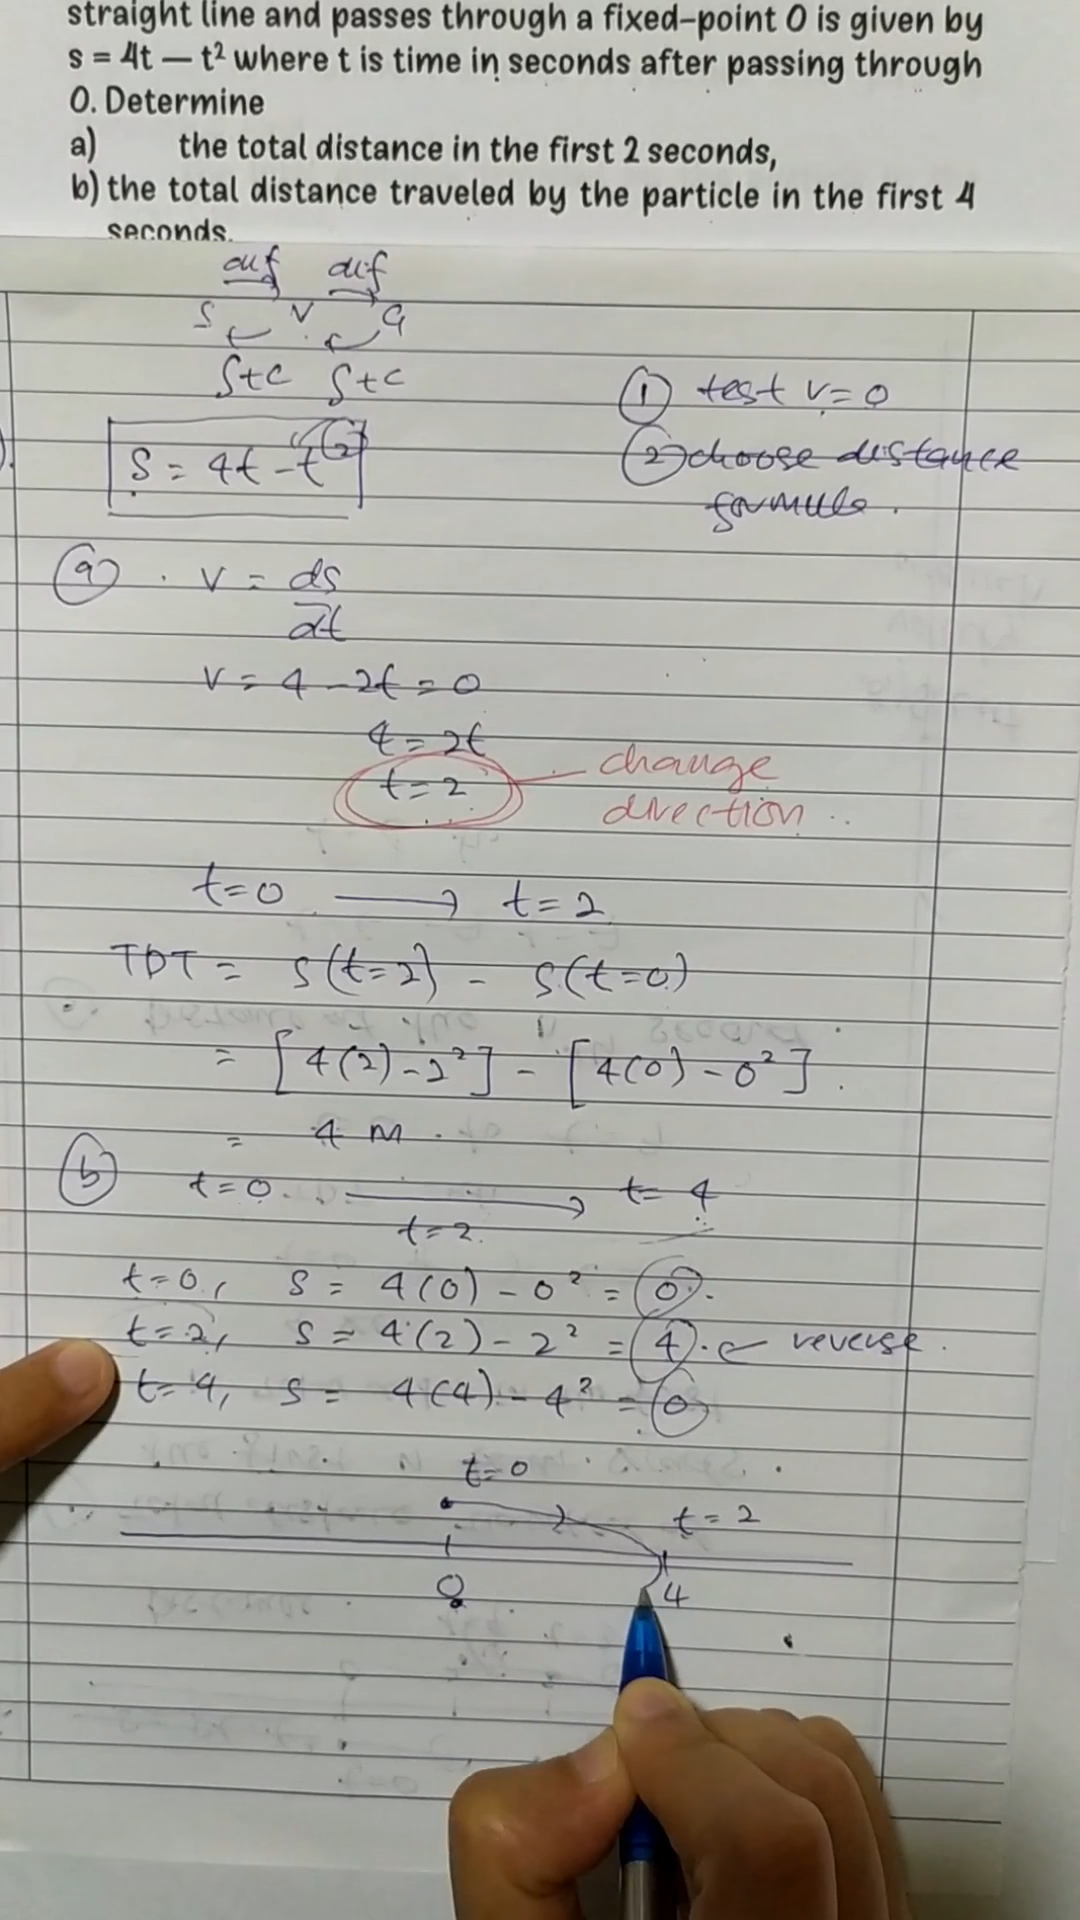 straight line and passes through a fixed-point O is given by
s = 4t – t² where t is time in seconds after passing through
O. Determine
a) the total distance in the first 2 seconds,
b) the total distance traveled by the particle in the first 4
seconds.
dif dif
S V a
∫+c ∫+c
① test v = 0
S = 4t - t²
② choose distance
formula.
ⓐ V = ds
dt
V = 4 - 2t = 0
4 = 2t
t = 2
change
direction
t=0 → t=2
TDT = s(t=2) - s(t=0)
= [4(2) - 2²] - [4(0) - 0²]
= 4 m.
ⓑ t=0 → t=4
t=2
t=0, s = 4(0) - 0² = 0.
t=2, s = 4(2) - 2² = 4. ← reverse.
t=4, s = 4(4) - 4² = 0
t=0
t=2
0 4